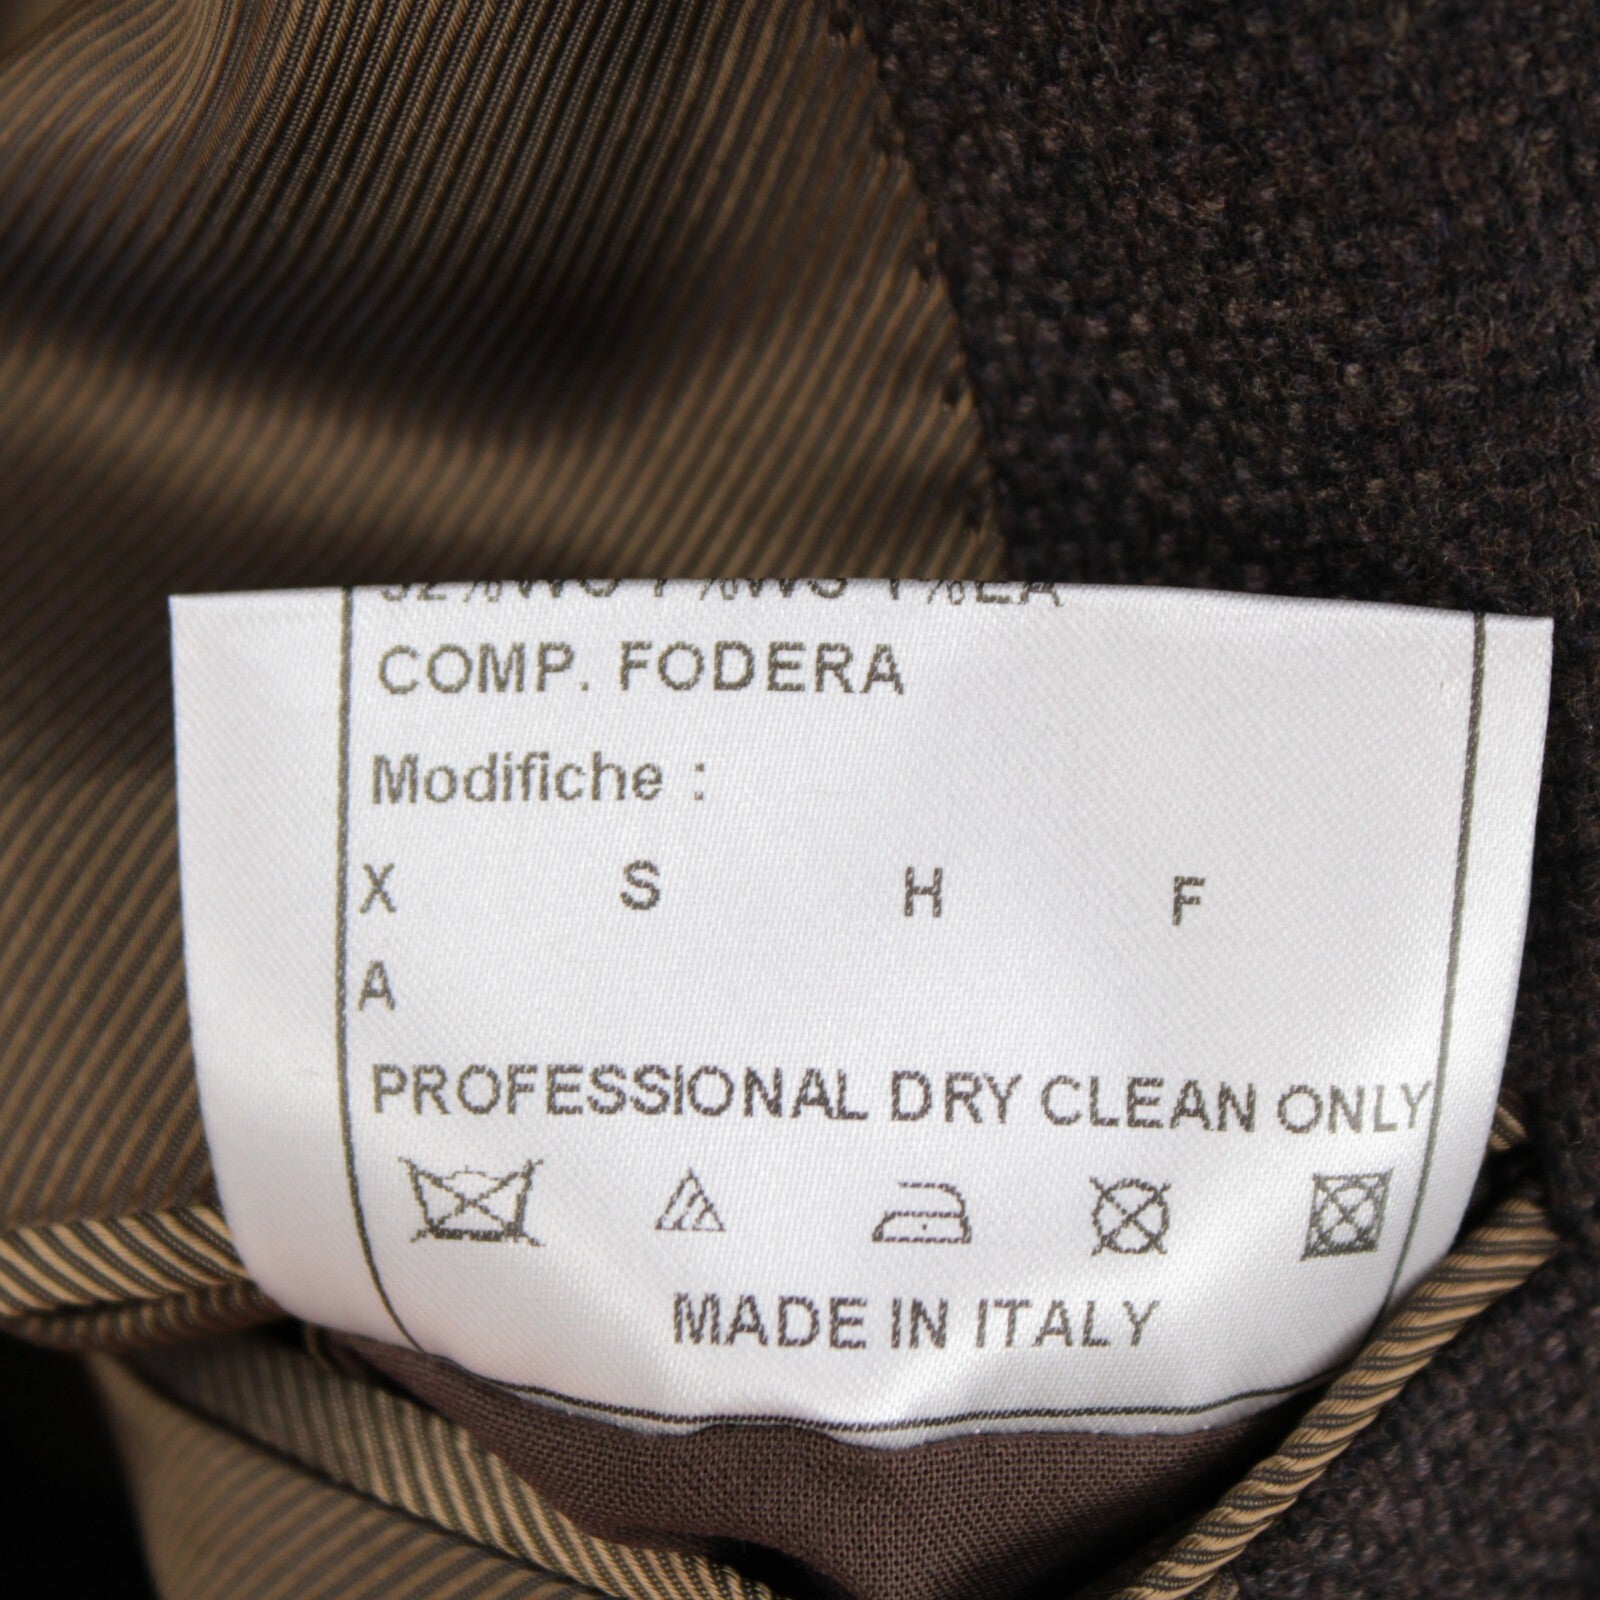 COMP. FODERA
Modifiche :
X S H F
A
PROFESSIONAL DRY CLEAN ONLY
MADE IN ITALY